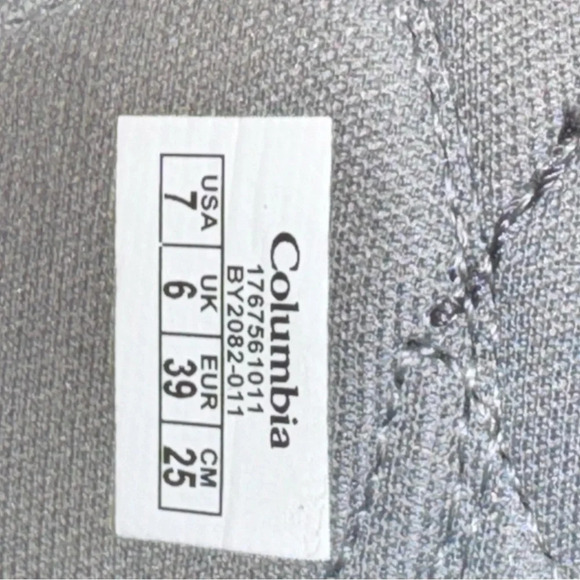 Columbia
1767561011
BY2082-011
USA UK EUR CM
7 6 39 25